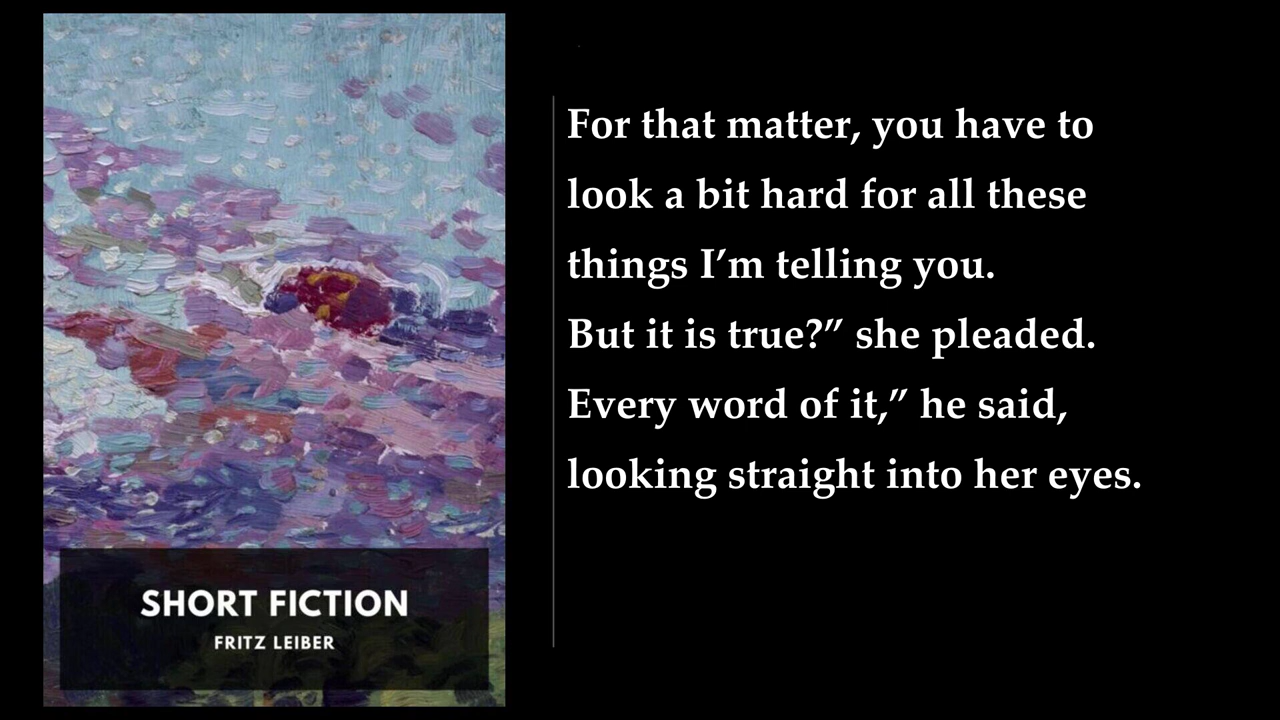 SHORT FICTION
FRITZ LEIBER
For that matter, you have to
look a bit hard for all these
things I’m telling you.
But it is true?” she pleaded.
Every word of it,” he said,
looking straight into her eyes.